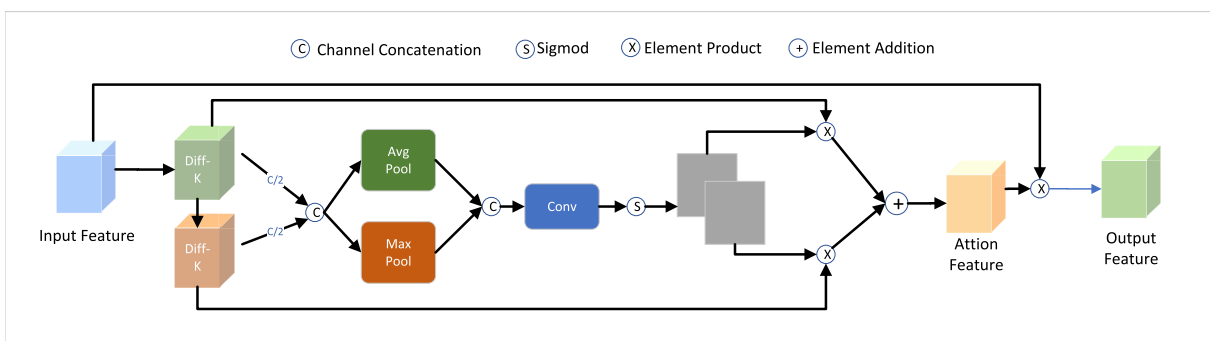 C Channel Concatenation S Sigmod X Element Product + Element Addition
Diff-
K
C/2
Avg
Pool
X
Input Feature
C
C
Conv
S
+
X
C/2
Diff-
K
Max
Pool
X
Attion
Feature
Output
Feature